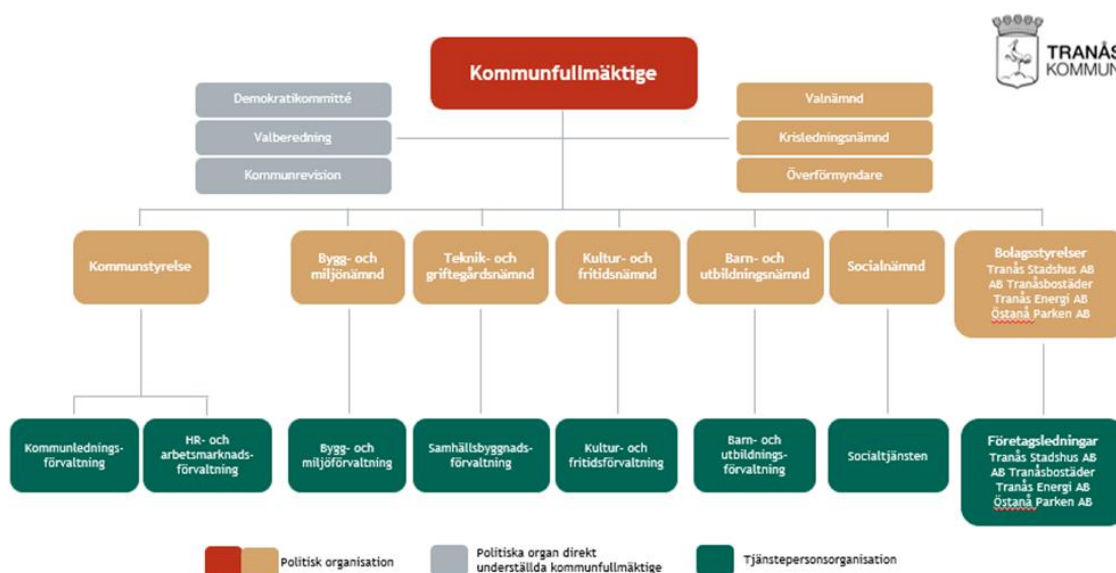 Kommunfullmäktige
TRANÅS
KOMMUN
Demokratikommitté
Valberedning
Kommunrevision
Valnämnd
Krisledningsnämnd
Överförmyndare
Kommunstyrelse
Bygg- och
miljönämnd
Teknik- och
griftegårdsnämnd
Kultur- och
fritidsnämnd
Barn- och
utbildningsnämnd
Socialnämnd
Bolagsstyrelser
Tranås Stadshus AB
AB Tranåsbostäder
Tranås Energi AB
Östanå Parken AB
Kommunlednings-
förvaltning
HR- och
arbetsmarknads-
förvaltning
Bygg- och
miljöförvaltning
Samhällsbyggnads-
förvaltning
Kultur- och
fritidsförvaltning
Barn- och
utbildnings-
förvaltning
Socialtjänsten
Företagsledningar
Tranås Stadshus AB
AB Tranåsbostäder
Tranås Energi AB
Östanå Parken AB
Politisk organisation
Politiska organ direkt
underställda kommunfullmäktige
Tjänstepersonsorganisation